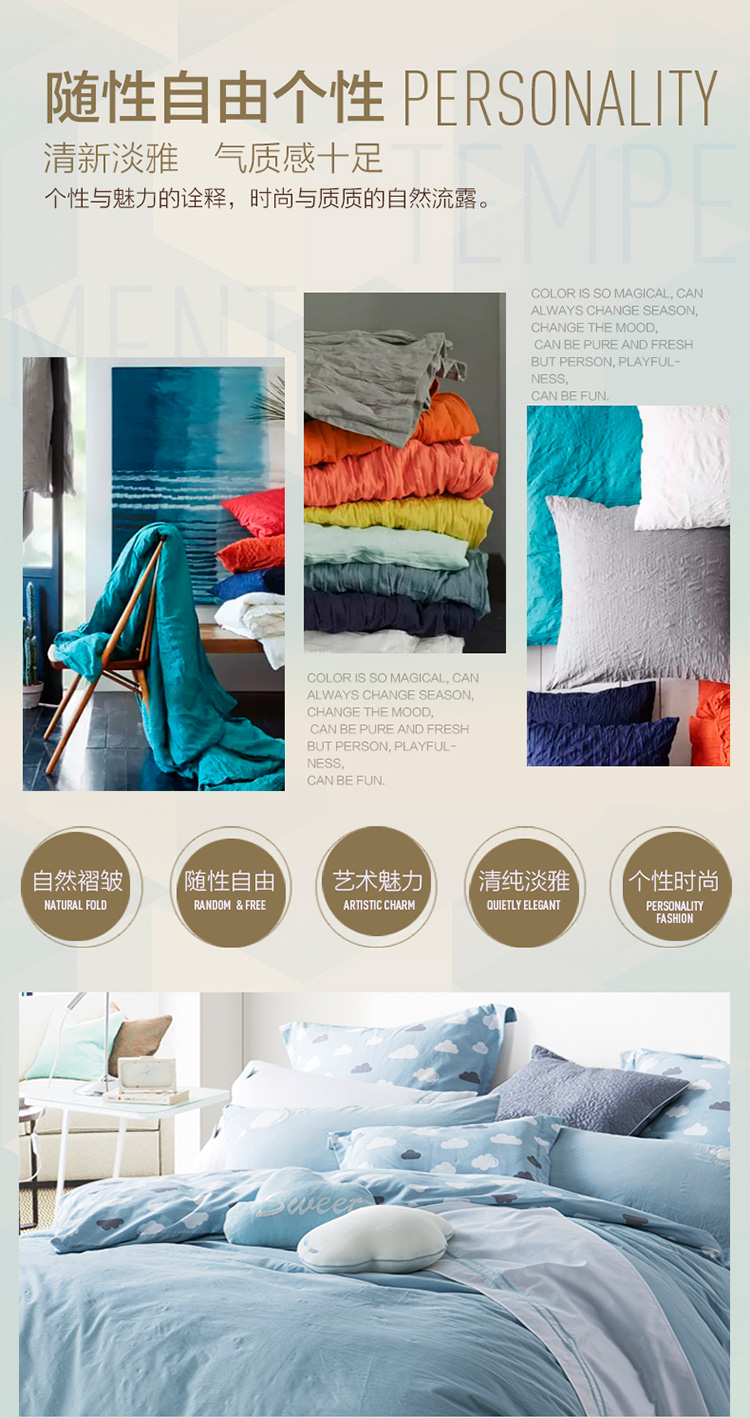 随性自由个性 PERSONALITY
清新淡雅 气质感十足
个性与魅力的诠释，时尚与质质的自然流露。
TEMPE
MENT
COLOR IS SO MAGICAL, CAN
ALWAYS CHANGE SEASON,
CHANGE THE MOOD,
CAN BE PURE AND FRESH
BUT PERSON, PLAYFUL-
NESS,
CAN BE FUN.
COLOR IS SO MAGICAL, CAN
ALWAYS CHANGE SEASON,
CHANGE THE MOOD,
CAN BE PURE AND FRESH
BUT PERSON, PLAYFUL-
NESS,
CAN BE FUN.
自然褶皱
NATURAL FOLD
随性自由
RANDOM & FREE
艺术魅力
ARTISTIC CHARM
清纯淡雅
QUIETLY ELEGANT
个性时尚
PERSONALITY
FASHION
Sweet